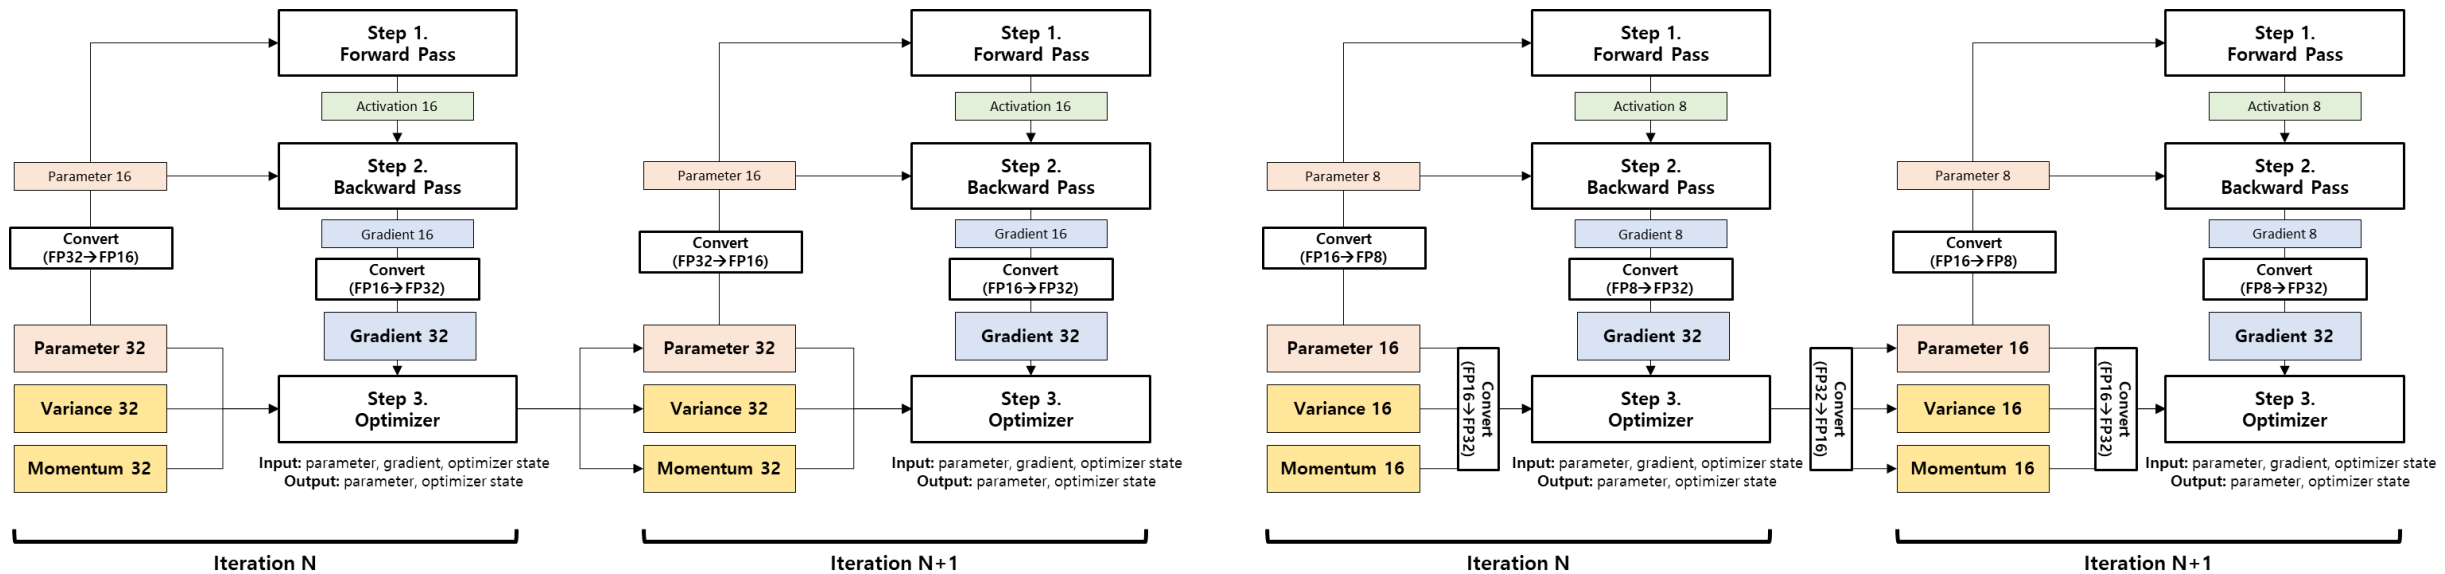 Step 1.
Forward Pass
Activation 16
Parameter 16
Step 2.
Backward Pass
Gradient 16
Convert
(FP32→FP16)
Convert
(FP16→FP32)
Parameter 32
Gradient 32
Variance 32
Step 3.
Optimizer
Momentum 32
Input: parameter, gradient, optimizer state
Output: parameter, optimizer state
Iteration N
Step 1.
Forward Pass
Activation 16
Parameter 16
Step 2.
Backward Pass
Gradient 16
Convert
(FP32→FP16)
Convert
(FP16→FP32)
Parameter 32
Gradient 32
Variance 32
Step 3.
Optimizer
Momentum 32
Input: parameter, gradient, optimizer state
Output: parameter, optimizer state
Iteration N+1
Step 1.
Forward Pass
Activation 8
Parameter 8
Step 2.
Backward Pass
Gradient 8
Convert
(FP16→FP8)
Convert
(FP8→FP32)
Parameter 16
Gradient 32
Variance 16
Convert
(FP16→FP32)
Step 3.
Optimizer
Momentum 16
Input: parameter, gradient, optimizer state
Output: parameter, optimizer state
Iteration N
Convert
(FP32→FP16)
Step 1.
Forward Pass
Activation 8
Parameter 8
Step 2.
Backward Pass
Gradient 8
Convert
(FP16→FP8)
Convert
(FP8→FP32)
Parameter 16
Gradient 32
Variance 16
Convert
(FP16→FP32)
Step 3.
Optimizer
Momentum 16
Input: parameter, gradient, optimizer state
Output: parameter, optimizer state
Iteration N+1